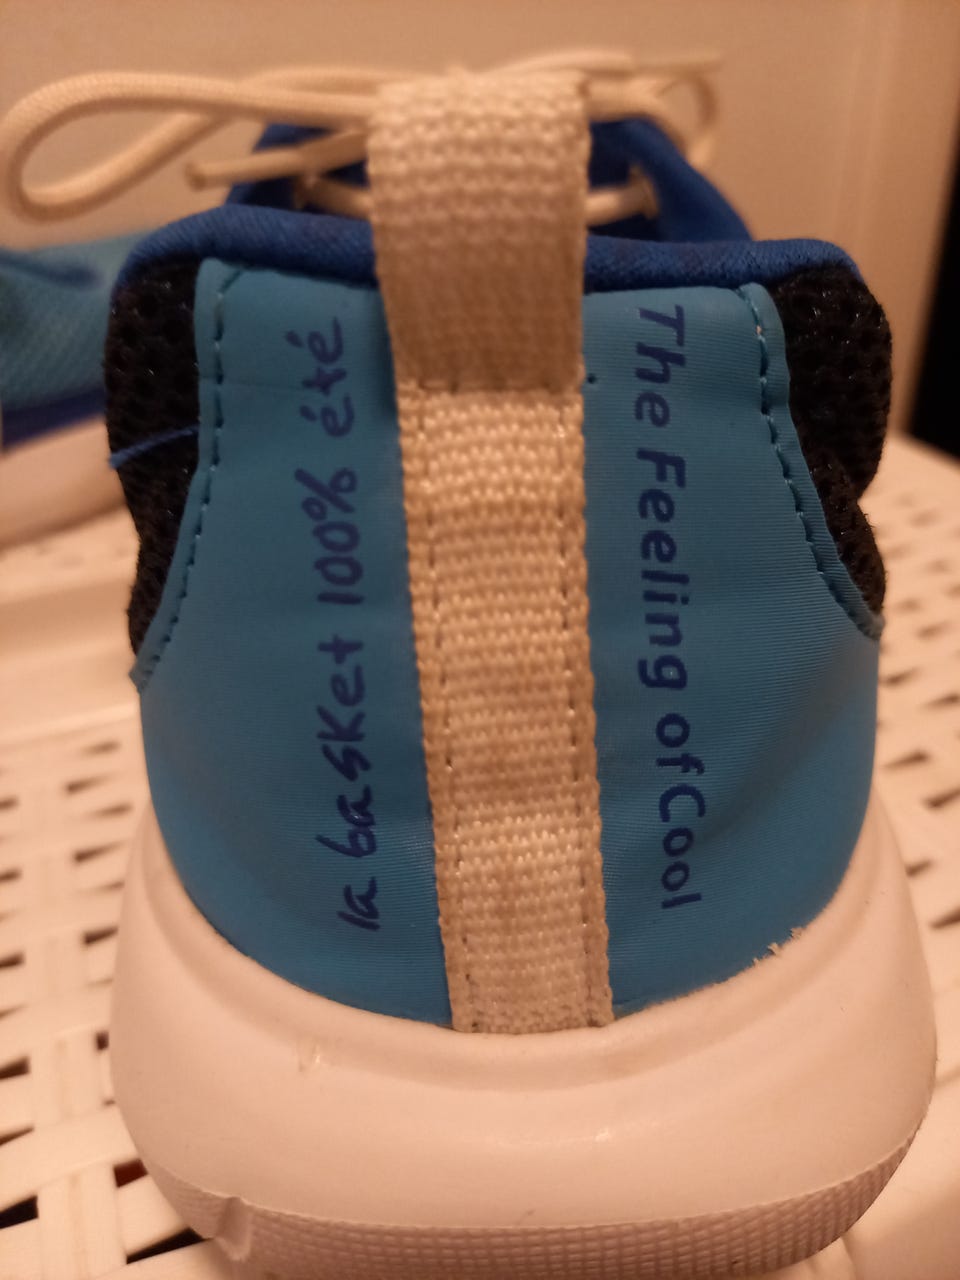 la basket 100% été
The Feeling of Cool